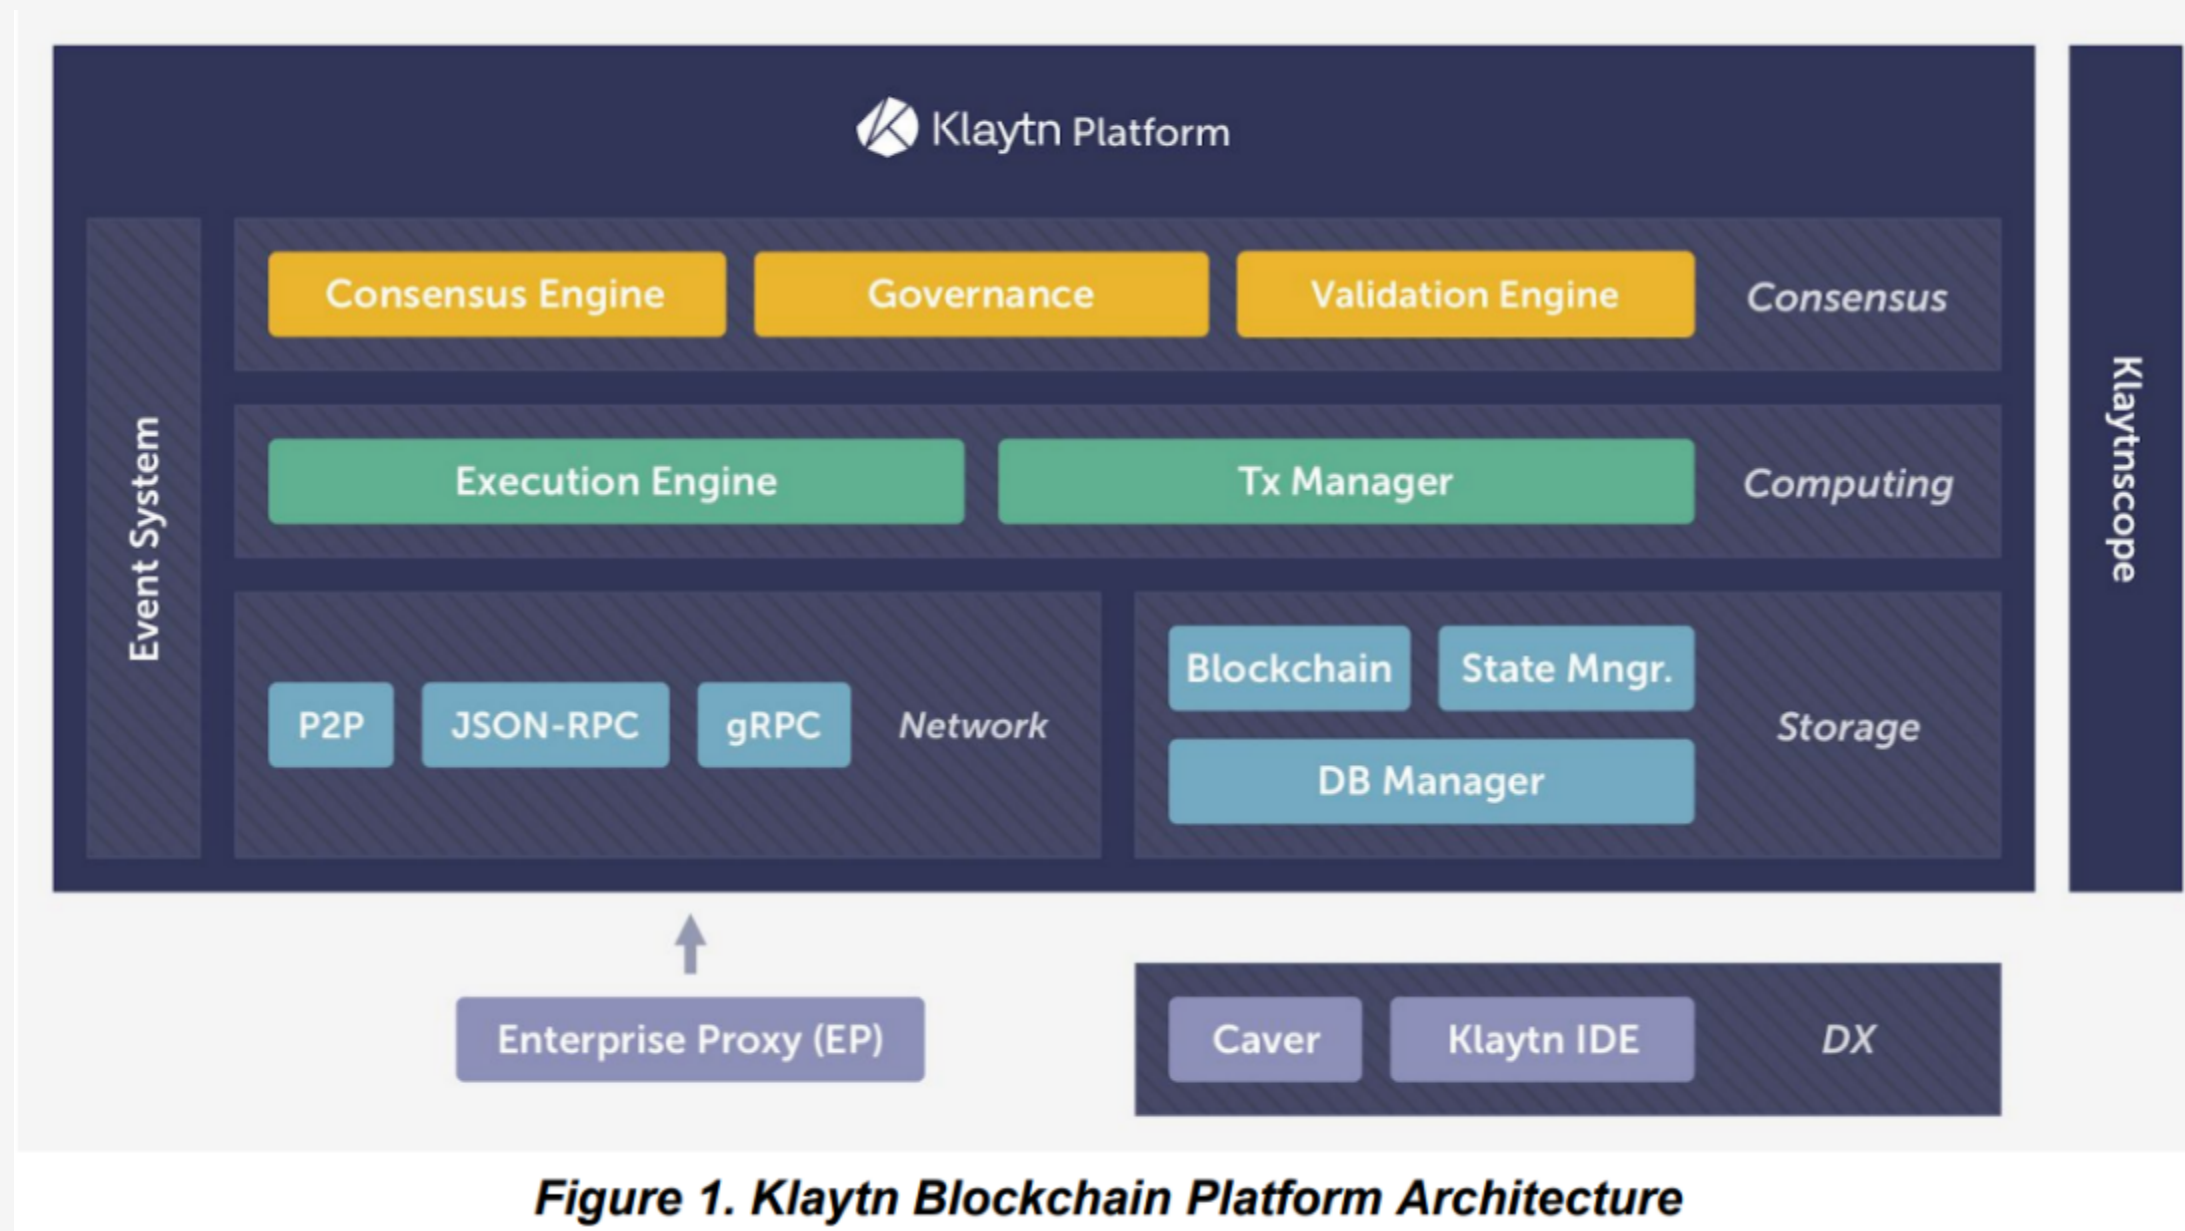 Klaytn Platform
Event System
Consensus Engine
Governance
Validation Engine
Consensus
Execution Engine
Tx Manager
Computing
P2P
JSON-RPC
gRPC
Network
Blockchain
State Mngr.
DB Manager
Storage
Klaytnscope
Enterprise Proxy (EP)
Caver
Klaytn IDE
DX
Figure 1. Klaytn Blockchain Platform Architecture